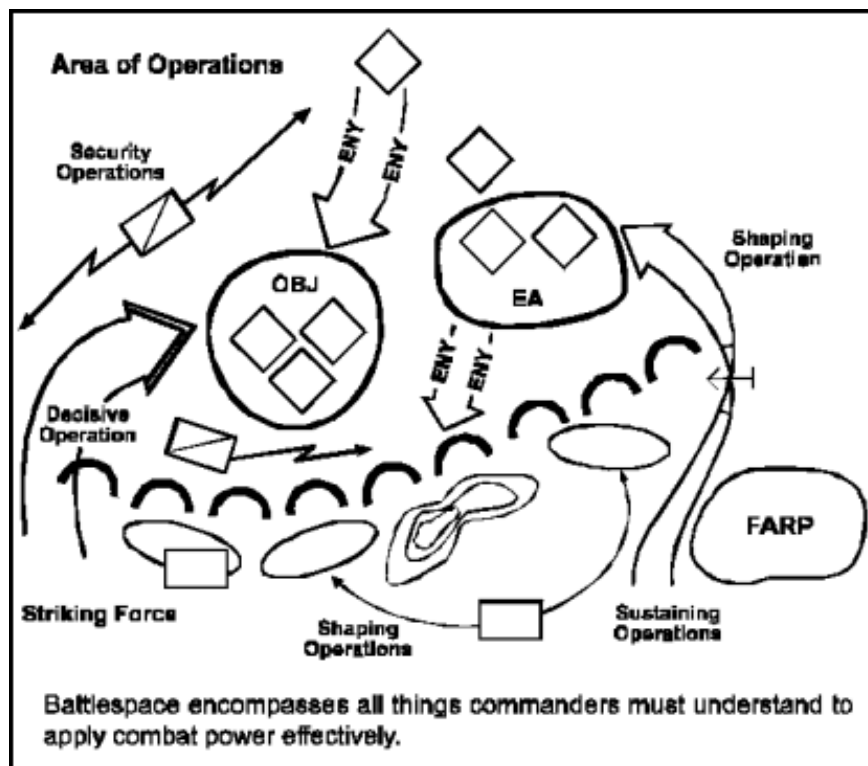 Area of Operations
ENY
ENY
Security
Operations
Shaping
Operation
OBJ
EA
ENY
ENY
Decisive
Operation
FARP
Striking Force
Shaping
Operations
Sustaining
Operations
Battlespace encompasses all things commanders must understand to
apply combat power effectively.